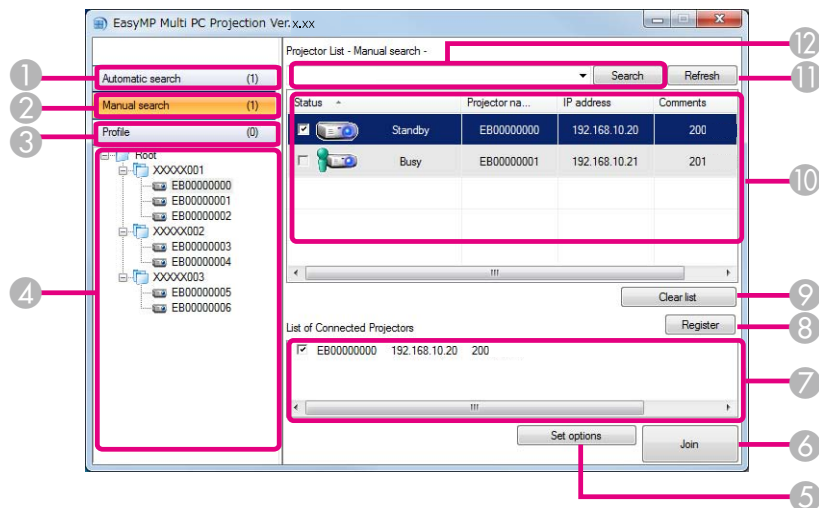 EasyMP Multi PC Projection Ver.x.xx
Projector List - Manual search -
12
1
Automatic search (1)
Search
Refresh
11
2
Manual search (1)
Status
Projector na...
IP address
Comments
3
Profile (0)
Standby EB00000000 192.168.10.20 200
Busy EB00000001 192.168.10.21 201
10
Root
XXXXX001
EB00000000
EB00000001
EB00000002
XXXXX002
EB00000003
EB00000004
XXXXX003
EB00000005
EB00000006
4
Clear list
9
Register
8
List of Connected Projectors
EB00000000 192.168.10.20 200
7
Set options
Join
6
5